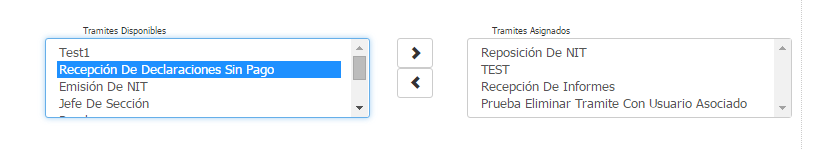 Tramites Disponibles
Test1
Recepción De Declaraciones Sin Pago
Emisión De NIT
Jefe De Sección
Tramites Asignados
Reposición De NIT
TEST
Recepción De Informes
Prueba Eliminar Tramite Con Usuario Asociado